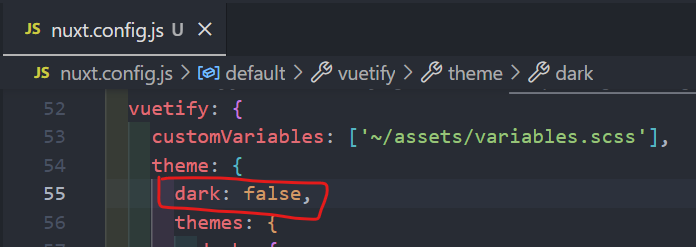 JS nuxt.config.js U ×
JS nuxt.config.js > default > vuetify > theme > dark
52 vuetify: {
53 customVariables: ['~/assets/variables.scss'],
54 theme: {
55 dark: false,
56 themes: {